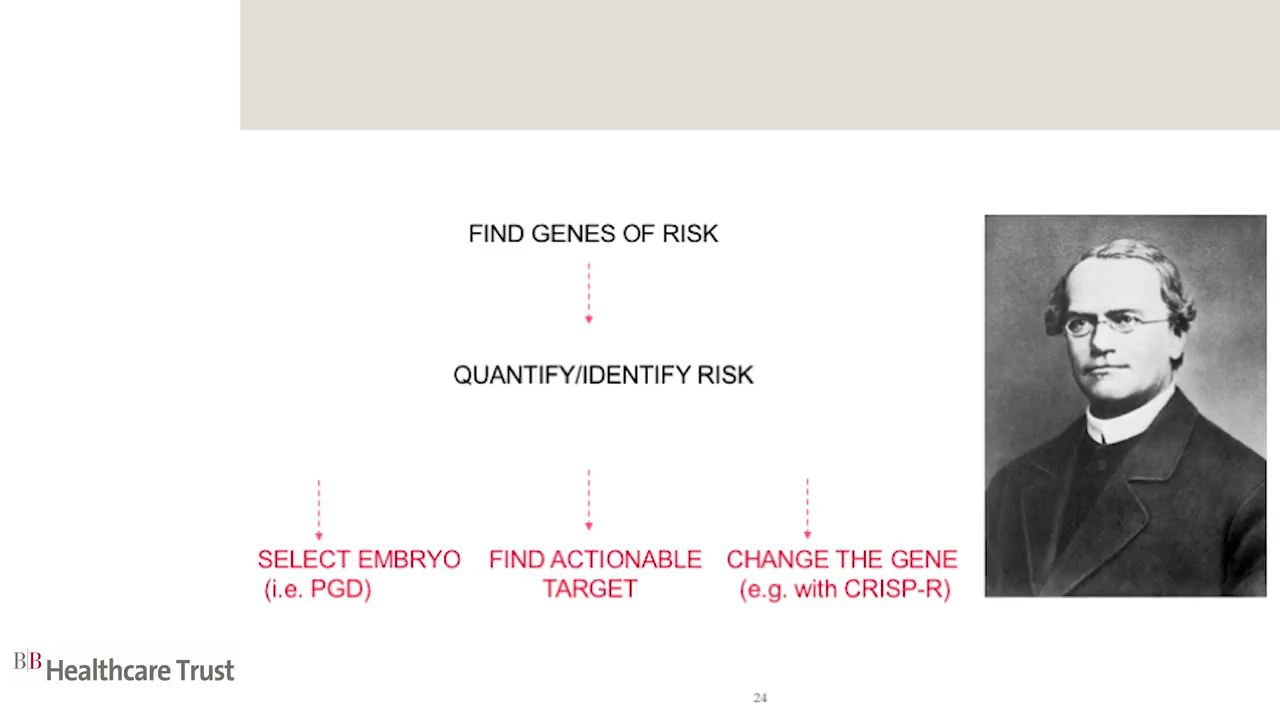 FIND GENES OF RISK
QUANTIFY/IDENTIFY RISK
SELECT EMBRYO
(i.e. PGD)
FIND ACTIONABLE
TARGET
CHANGE THE GENE
(e.g. with CRISP-R)
B|B Healthcare Trust
24